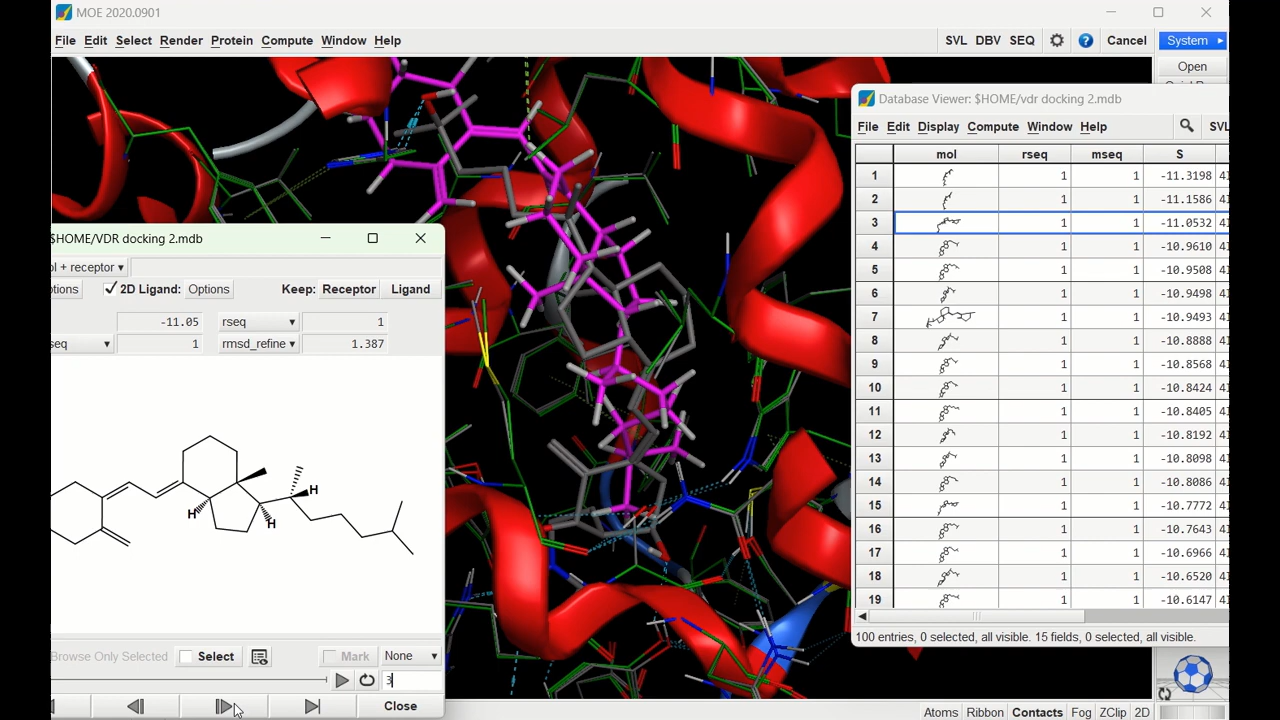 MOE 2020.0901
File Edit Select Render Protein Compute Window Help SVL DBV SEQ Cancel System
Open
Database Viewer: $HOME/vdr docking 2.mdb
File Edit Display Compute Window Help SVL
mol rseq mseq S
1 1 1 -11.3198
2 1 1 -11.1586
3 1 1 -11.0532
4 1 1 -10.9610
5 1 1 -10.9508
6 1 1 -10.9498
7 1 1 -10.9493
8 1 1 -10.8888
9 1 1 -10.8568
10 1 1 -10.8424
11 1 1 -10.8405
12 1 1 -10.8192
13 1 1 -10.8098
14 1 1 -10.8086
15 1 1 -10.7772
16 1 1 -10.7643
17 1 1 -10.6966
18 1 1 -10.6520
19 1 1 -10.6147
100 entries, 0 selected, all visible. 15 fields, 0 selected, all visible.
$HOME/VDR docking 2.mdb
ol + receptor
tions 2D Ligand: Options Keep: Receptor Ligand
-11.05 rseq 1
seq 1 rmsd_refine 1.387
H
H
H
Browse Only Selected Select Mark None
3
Close
Atoms Ribbon Contacts Fog ZClip 2D